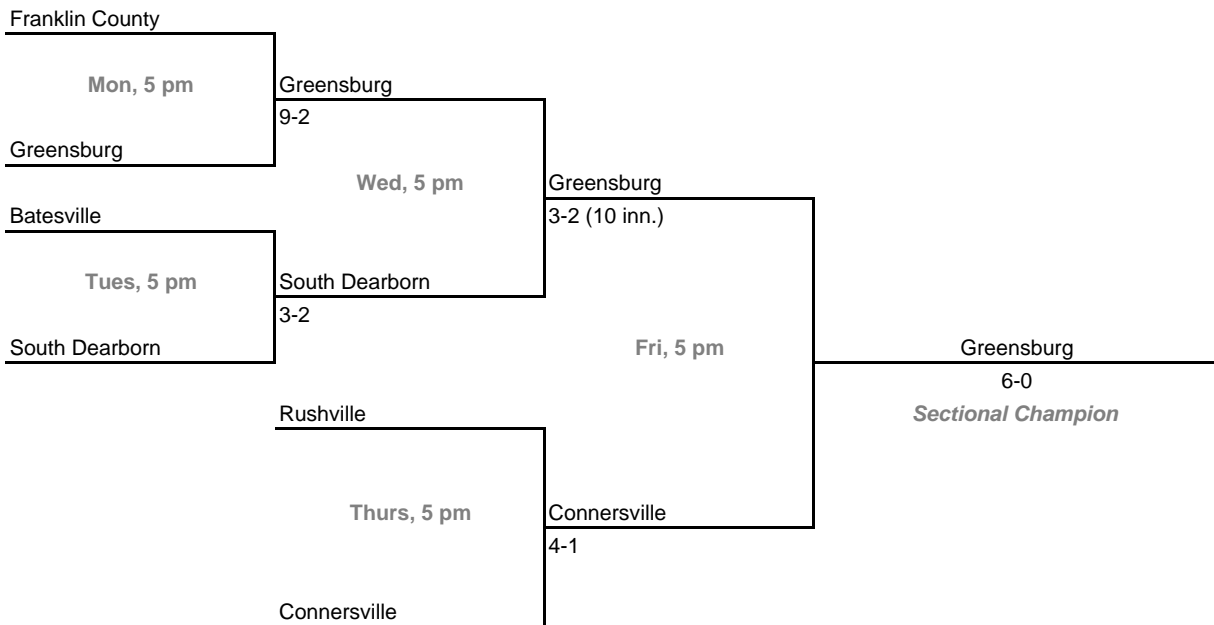 Franklin County
Mon, 5 pm
Greensburg
9-2
Greensburg
Wed, 5 pm
Greensburg
3-2 (10 inn.)
Batesville
Tues, 5 pm
South Dearborn
3-2
South Dearborn
Fri, 5 pm
Greensburg
6-0
Sectional Champion
Rushville
Thurs, 5 pm
Connersville
4-1
Connersville